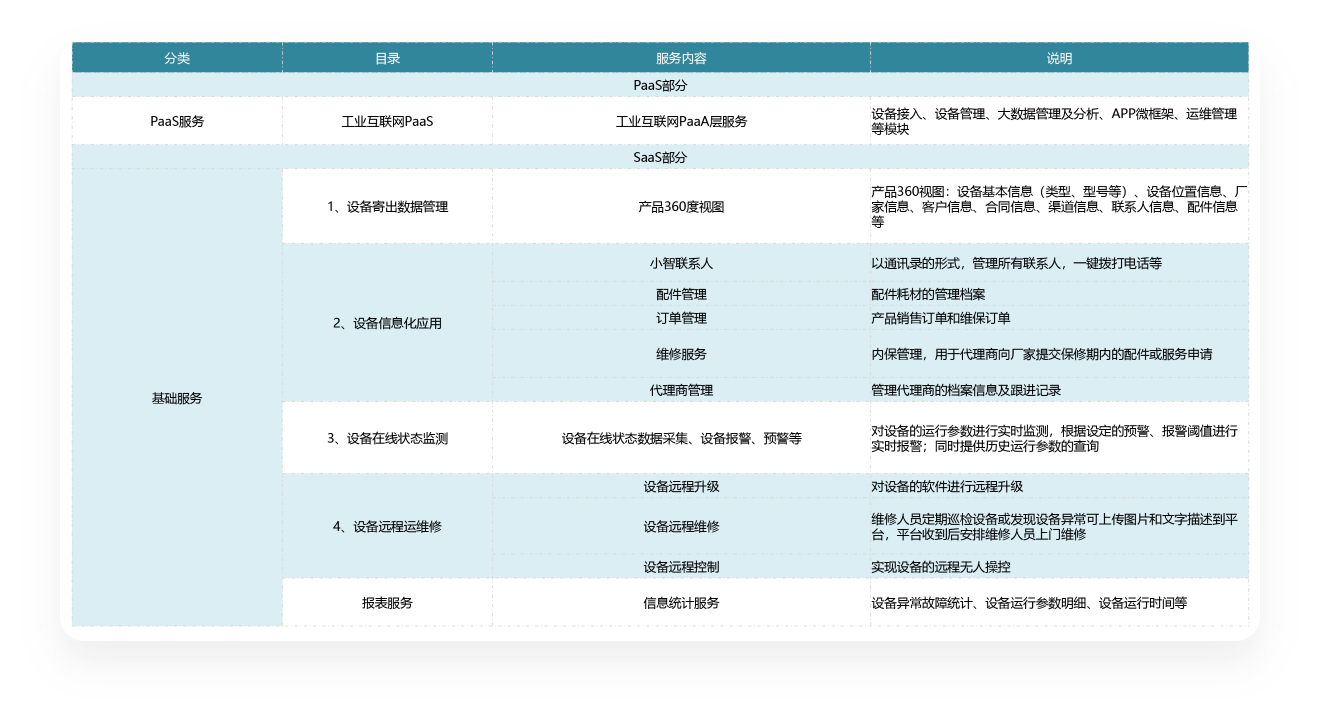 分类 目录 服务内容 说明
PaaS部分
PaaS服务 工业互联网PaaS 工业互联网PaaA层服务 设备接入、设备管理、大数据管理及分析、APP微框架、运维管理
等模块
SaaS部分
基础服务
1、设备寄出数据管理 产品360度视图 产品360视图：设备基本信息（类型、型号等）、设备位置信息、厂
家信息、客户信息、合同信息、渠道信息、联系人信息、配件信息
等
2、设备信息化应用
小智联系人 以通讯录的形式，管理所有联系人，一键拨打电话等
配件管理 配件耗材的管理档案
订单管理 产品销售订单和维保订单
维修服务 内保管理，用于代理商向厂家提交保修期内的配件或服务申请
代理商管理 管理代理商的档案信息及跟进记录
3、设备在线状态监测 设备在线状态数据采集、设备报警、预警等 对设备的运行参数进行实时监测，根据设定的预警、报警阈值进行
实时报警；同时提供历史运行参数的查询
4、设备远程运维修
设备远程升级 对设备的软件进行远程升级
设备远程维修 维修人员定期巡检设备或发现设备异常可上传图片和文字描述到平
台，平台收到后安排维修人员上门维修
设备远程控制 实现设备的远程无人操控
报表服务 信息统计服务 设备异常故障统计、设备运行参数明细、设备运行时间等